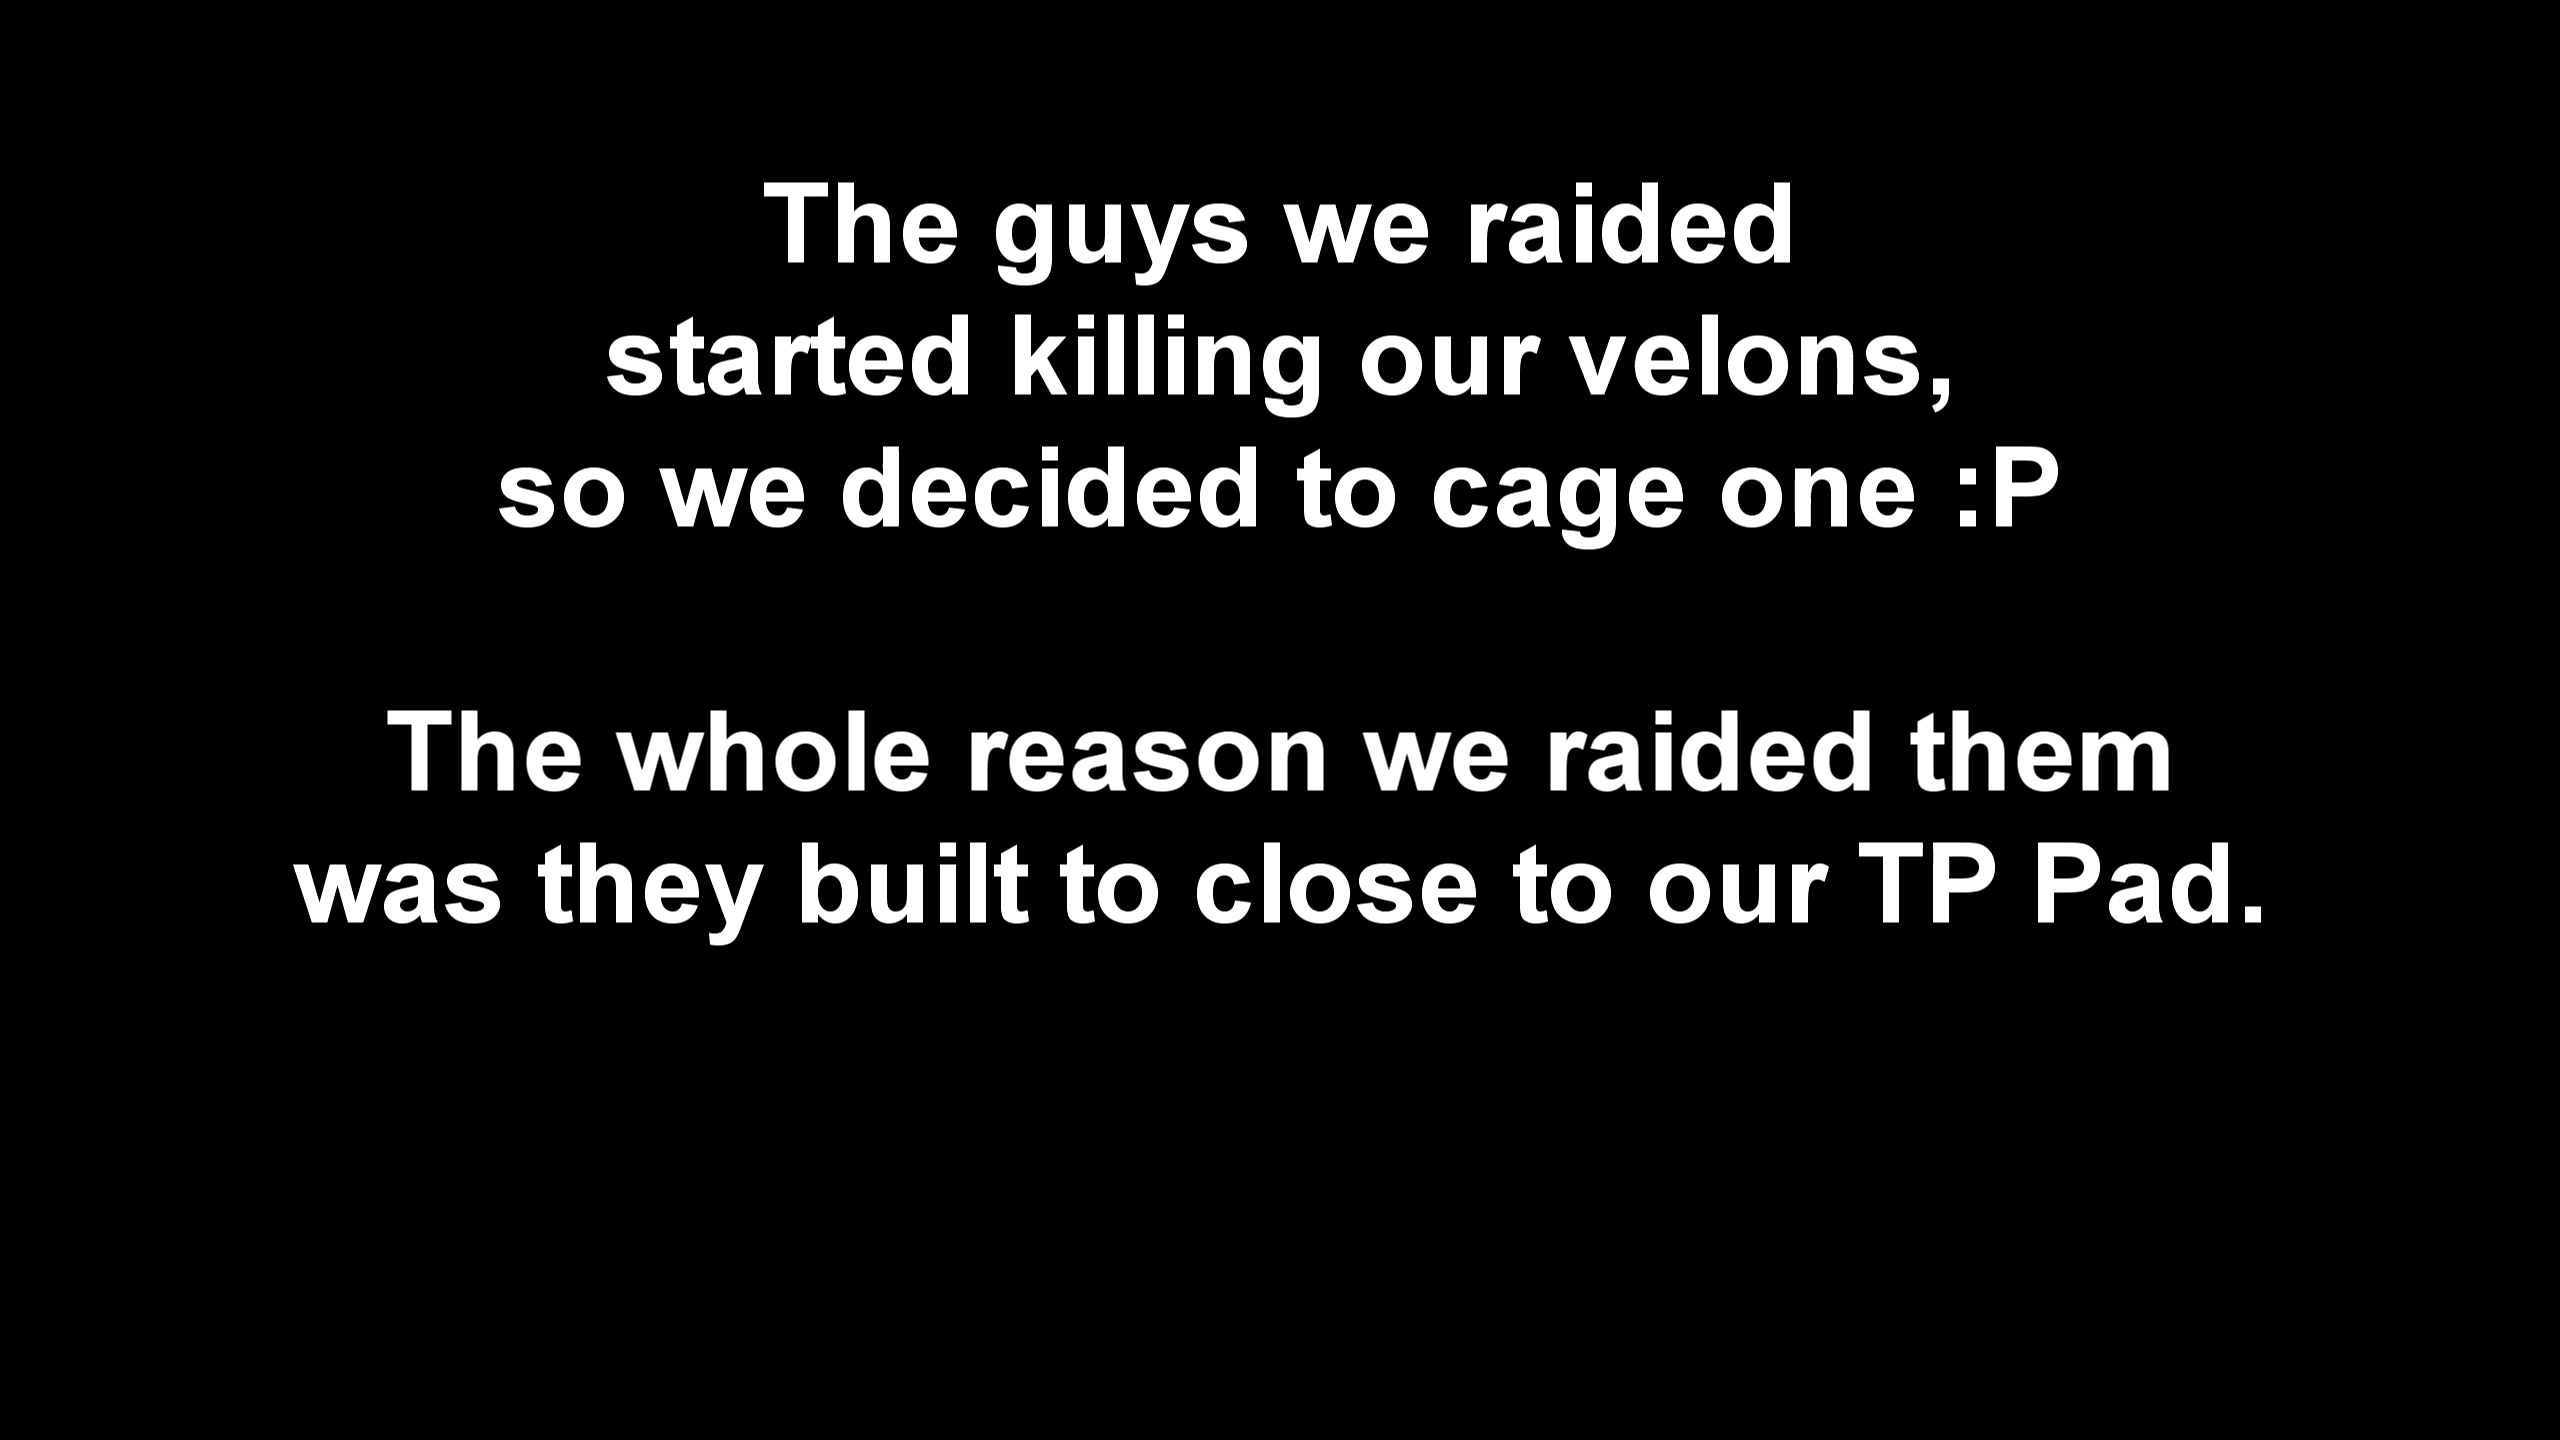 The guys we raided
started killing our velons,
so we decided to cage one :P
The whole reason we raided them
was they built to close to our TP Pad.